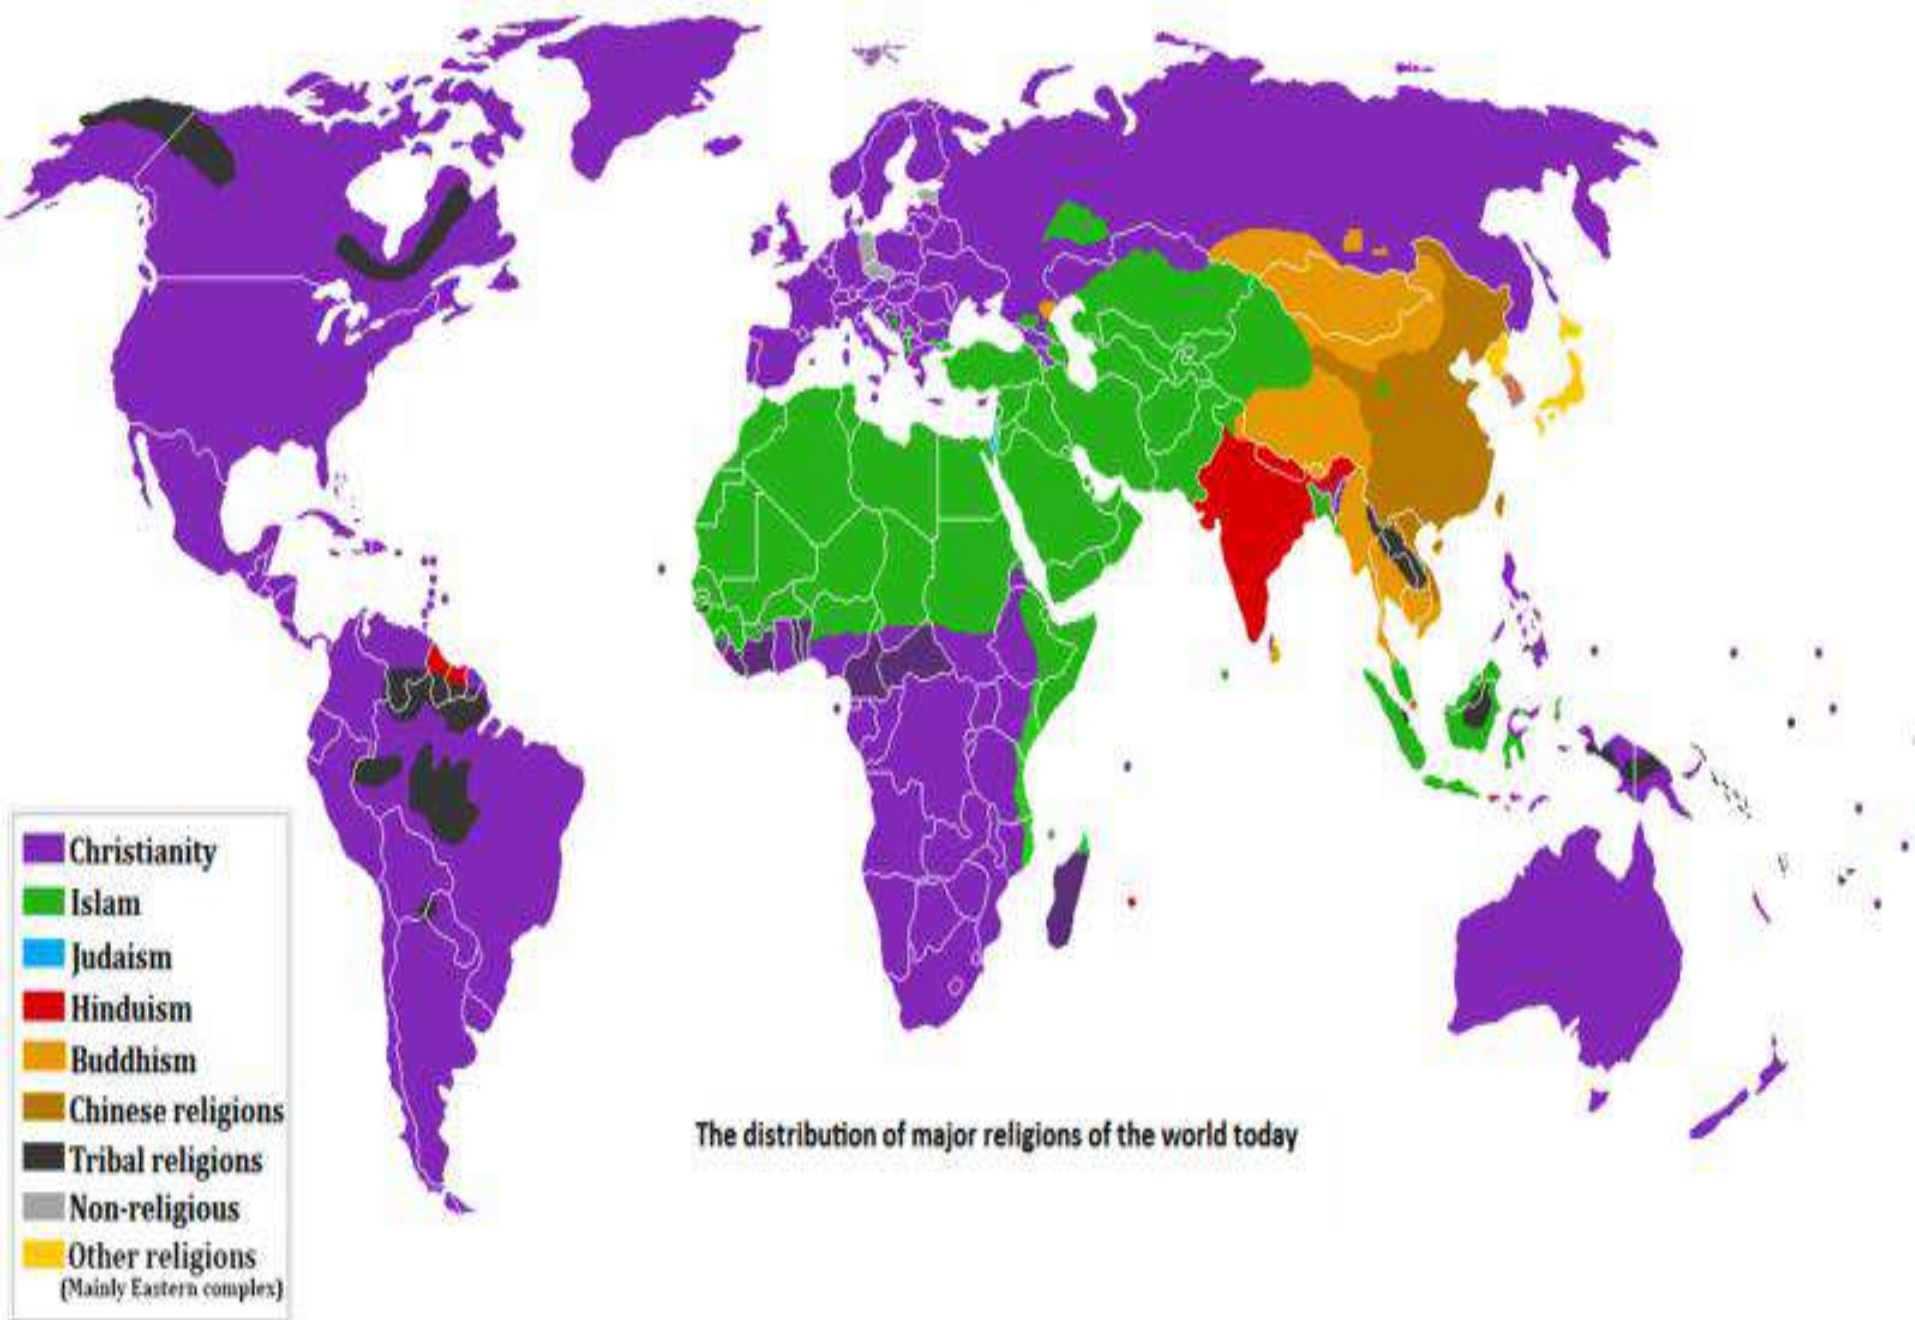 Christianity
Islam
Judaism
Hinduism
Buddhism
Chinese religions
Tribal religions
Non-religious
Other religions
(Mainly Eastern complex)
The distribution of major religions of the world today